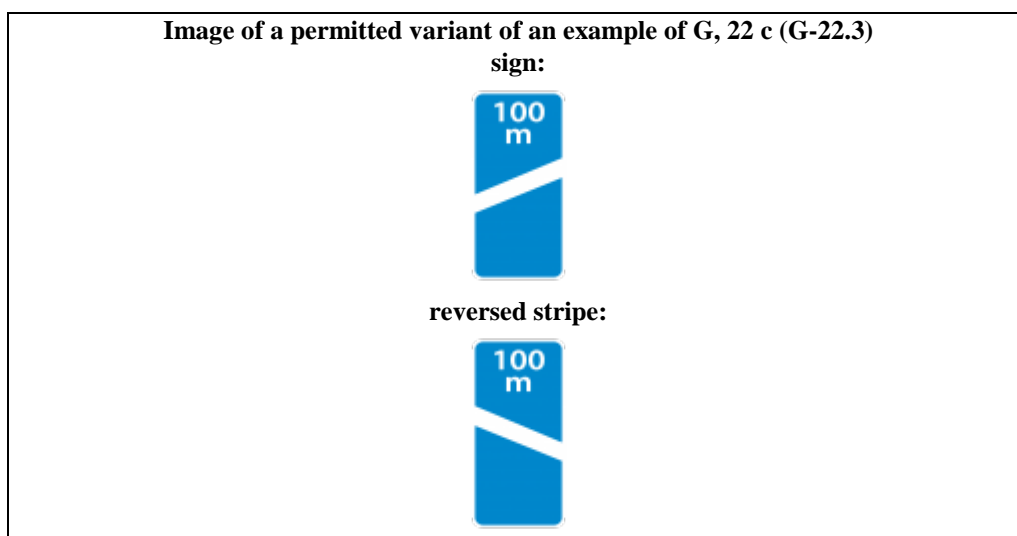 Image of a permitted variant of an example of G, 22 c (G-22.3)
sign:
100
m
reversed stripe:
100
m